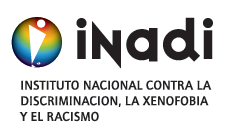 iNadi
INSTITUTO NACIONAL CONTRA LA
DISCRIMINACION, LA XENOFOBIA
Y EL RACISMO